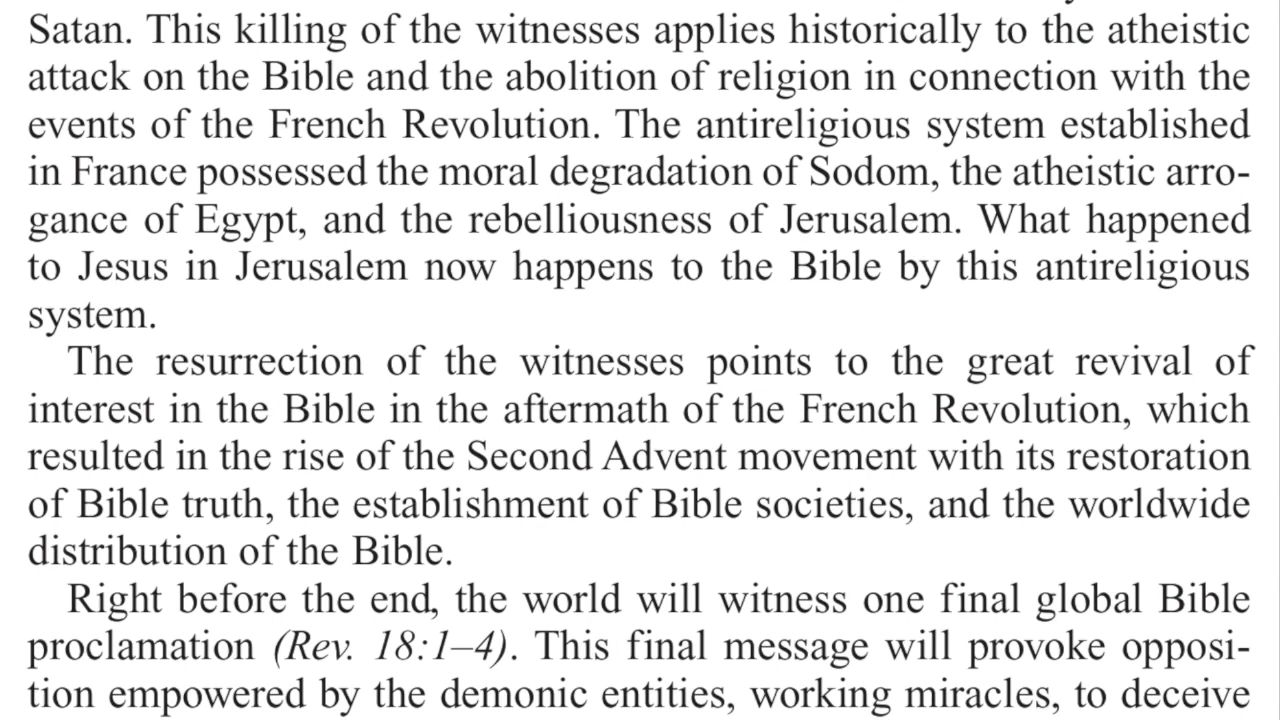 Satan. This killing of the witnesses applies historically to the atheistic
attack on the Bible and the abolition of religion in connection with the
events of the French Revolution. The antireligious system established
in France possessed the moral degradation of Sodom, the atheistic arro-
gance of Egypt, and the rebelliousness of Jerusalem. What happened
to Jesus in Jerusalem now happens to the Bible by this antireligious
system.
The resurrection of the witnesses points to the great revival of
interest in the Bible in the aftermath of the French Revolution, which
resulted in the rise of the Second Advent movement with its restoration
of Bible truth, the establishment of Bible societies, and the worldwide
distribution of the Bible.
Right before the end, the world will witness one final global Bible
proclamation (Rev. 18:1–4). This final message will provoke opposi-
tion empowered by the demonic entities, working miracles, to deceive